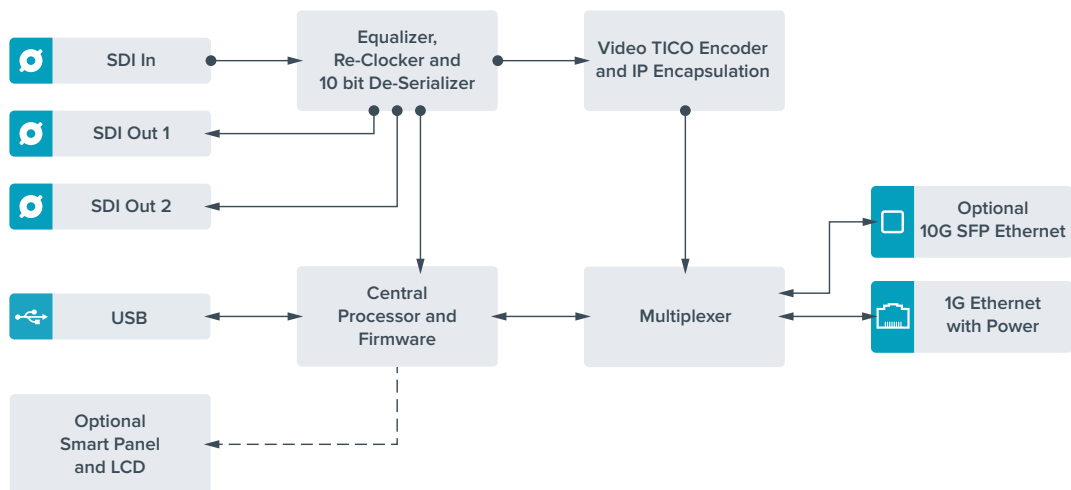 SDI In
Equalizer,
Re-Clocker and
10 bit De-Serializer
Video TICO Encoder
and IP Encapsulation
SDI Out 1
SDI Out 2
Optional
10G SFP Ethernet
USB
Central
Processor and
Firmware
Multiplexer
1G Ethernet
with Power
Optional
Smart Panel
and LCD